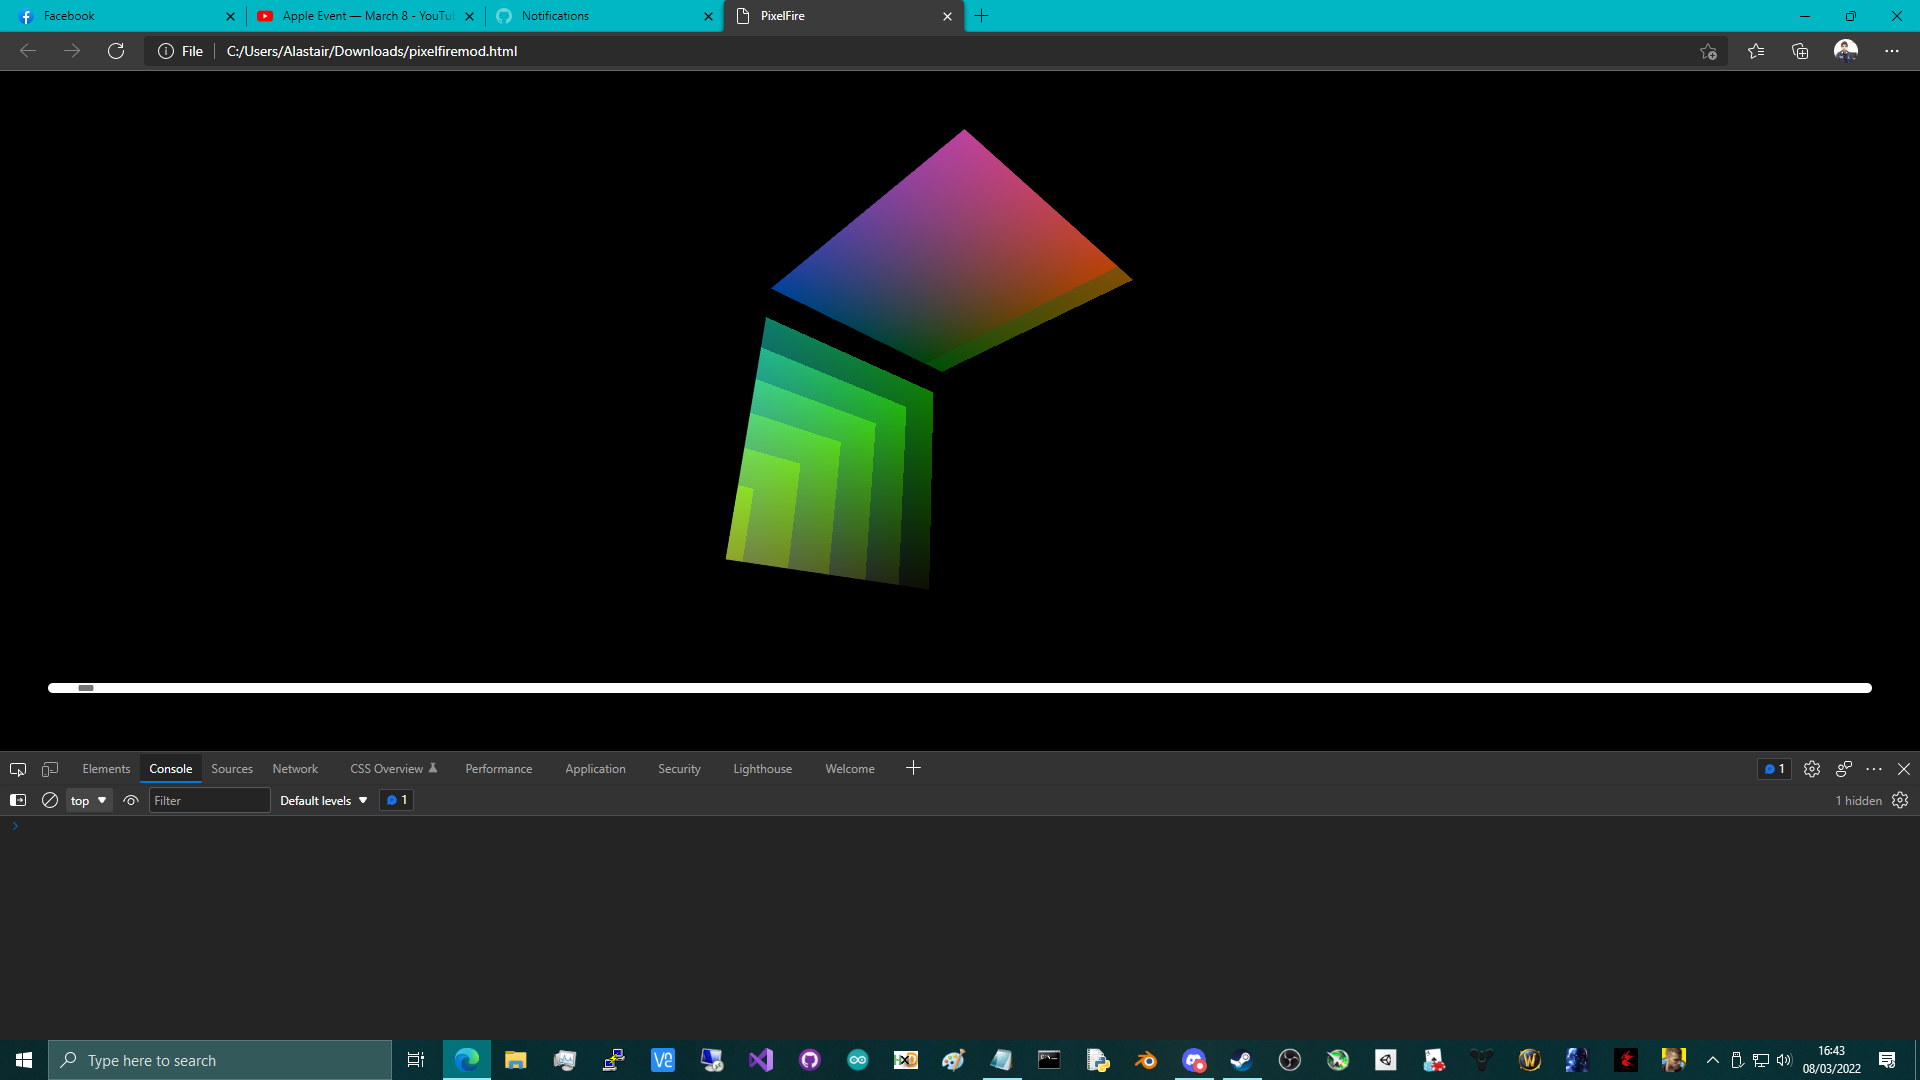 Facebook
Apple Event — March 8 - YouTu
Notifications
PixelFire
File C:/Users/Alastair/Downloads/pixelfiremod.html
Elements Console Sources Network CSS Overview Performance Application Security Lighthouse Welcome 1
top Filter Default levels 1 1 hidden
Type here to search
16:43
08/03/2022